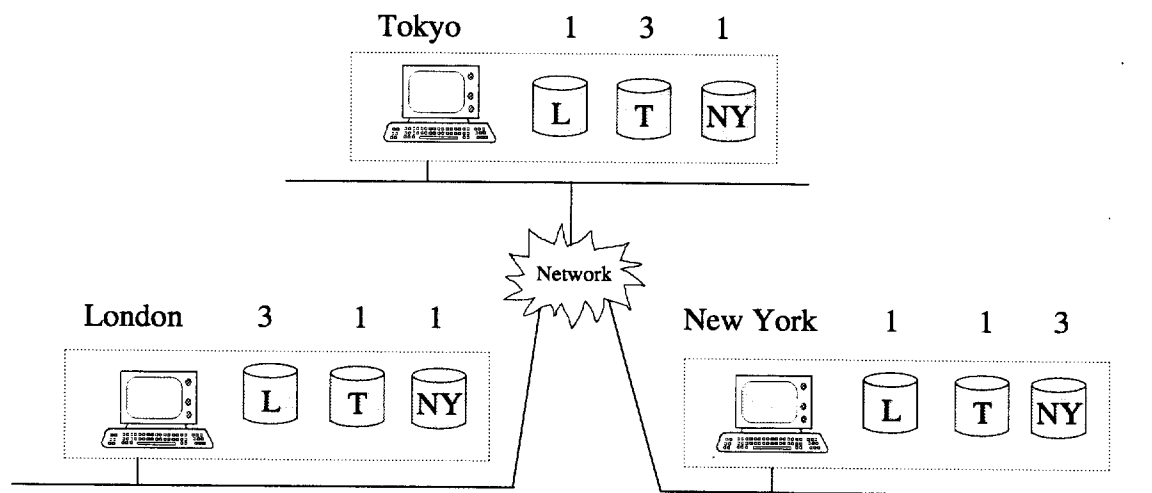 Tokyo 1 3 1
L T NY
Network
London 3 1 1
L T NY
New York 1 1 3
L T NY